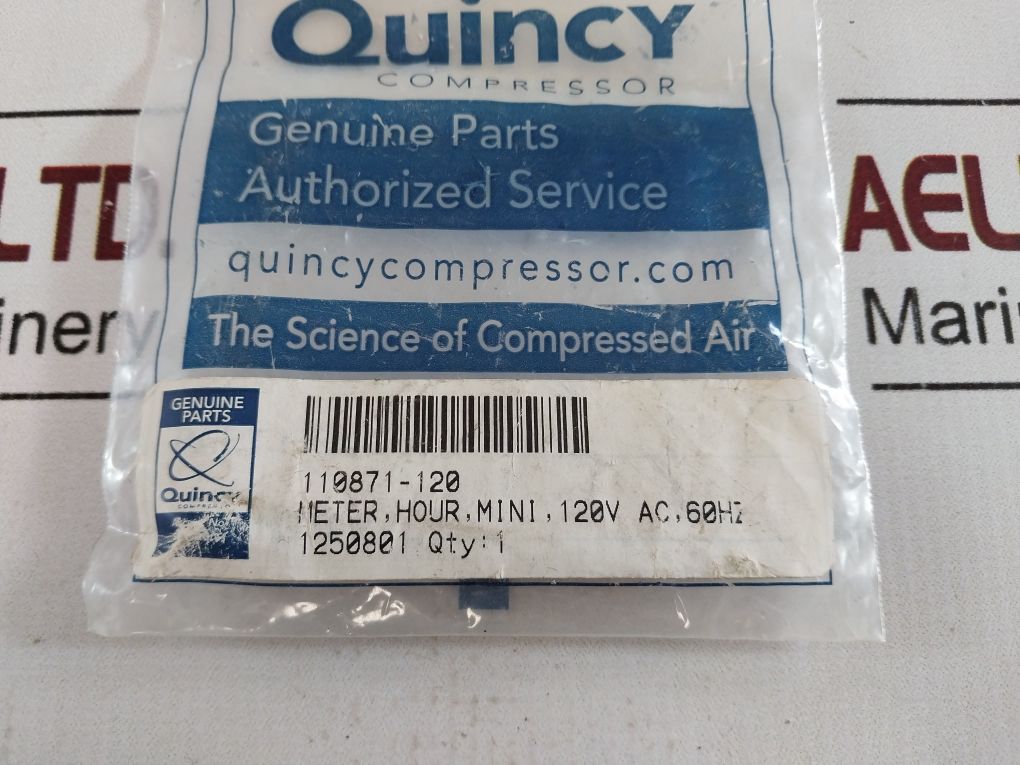 Quincy
COMPRESSOR
Genuine Parts
Authorized Service
quincycompressor.com
The Science of Compressed Air
LTD.
inery
AEL
Mari
GENUINE
PARTS
Quincy
COMPRESSOR
110871-120
METER,HOUR,MINI,120V AC,60HZ
1250801 Qty:1